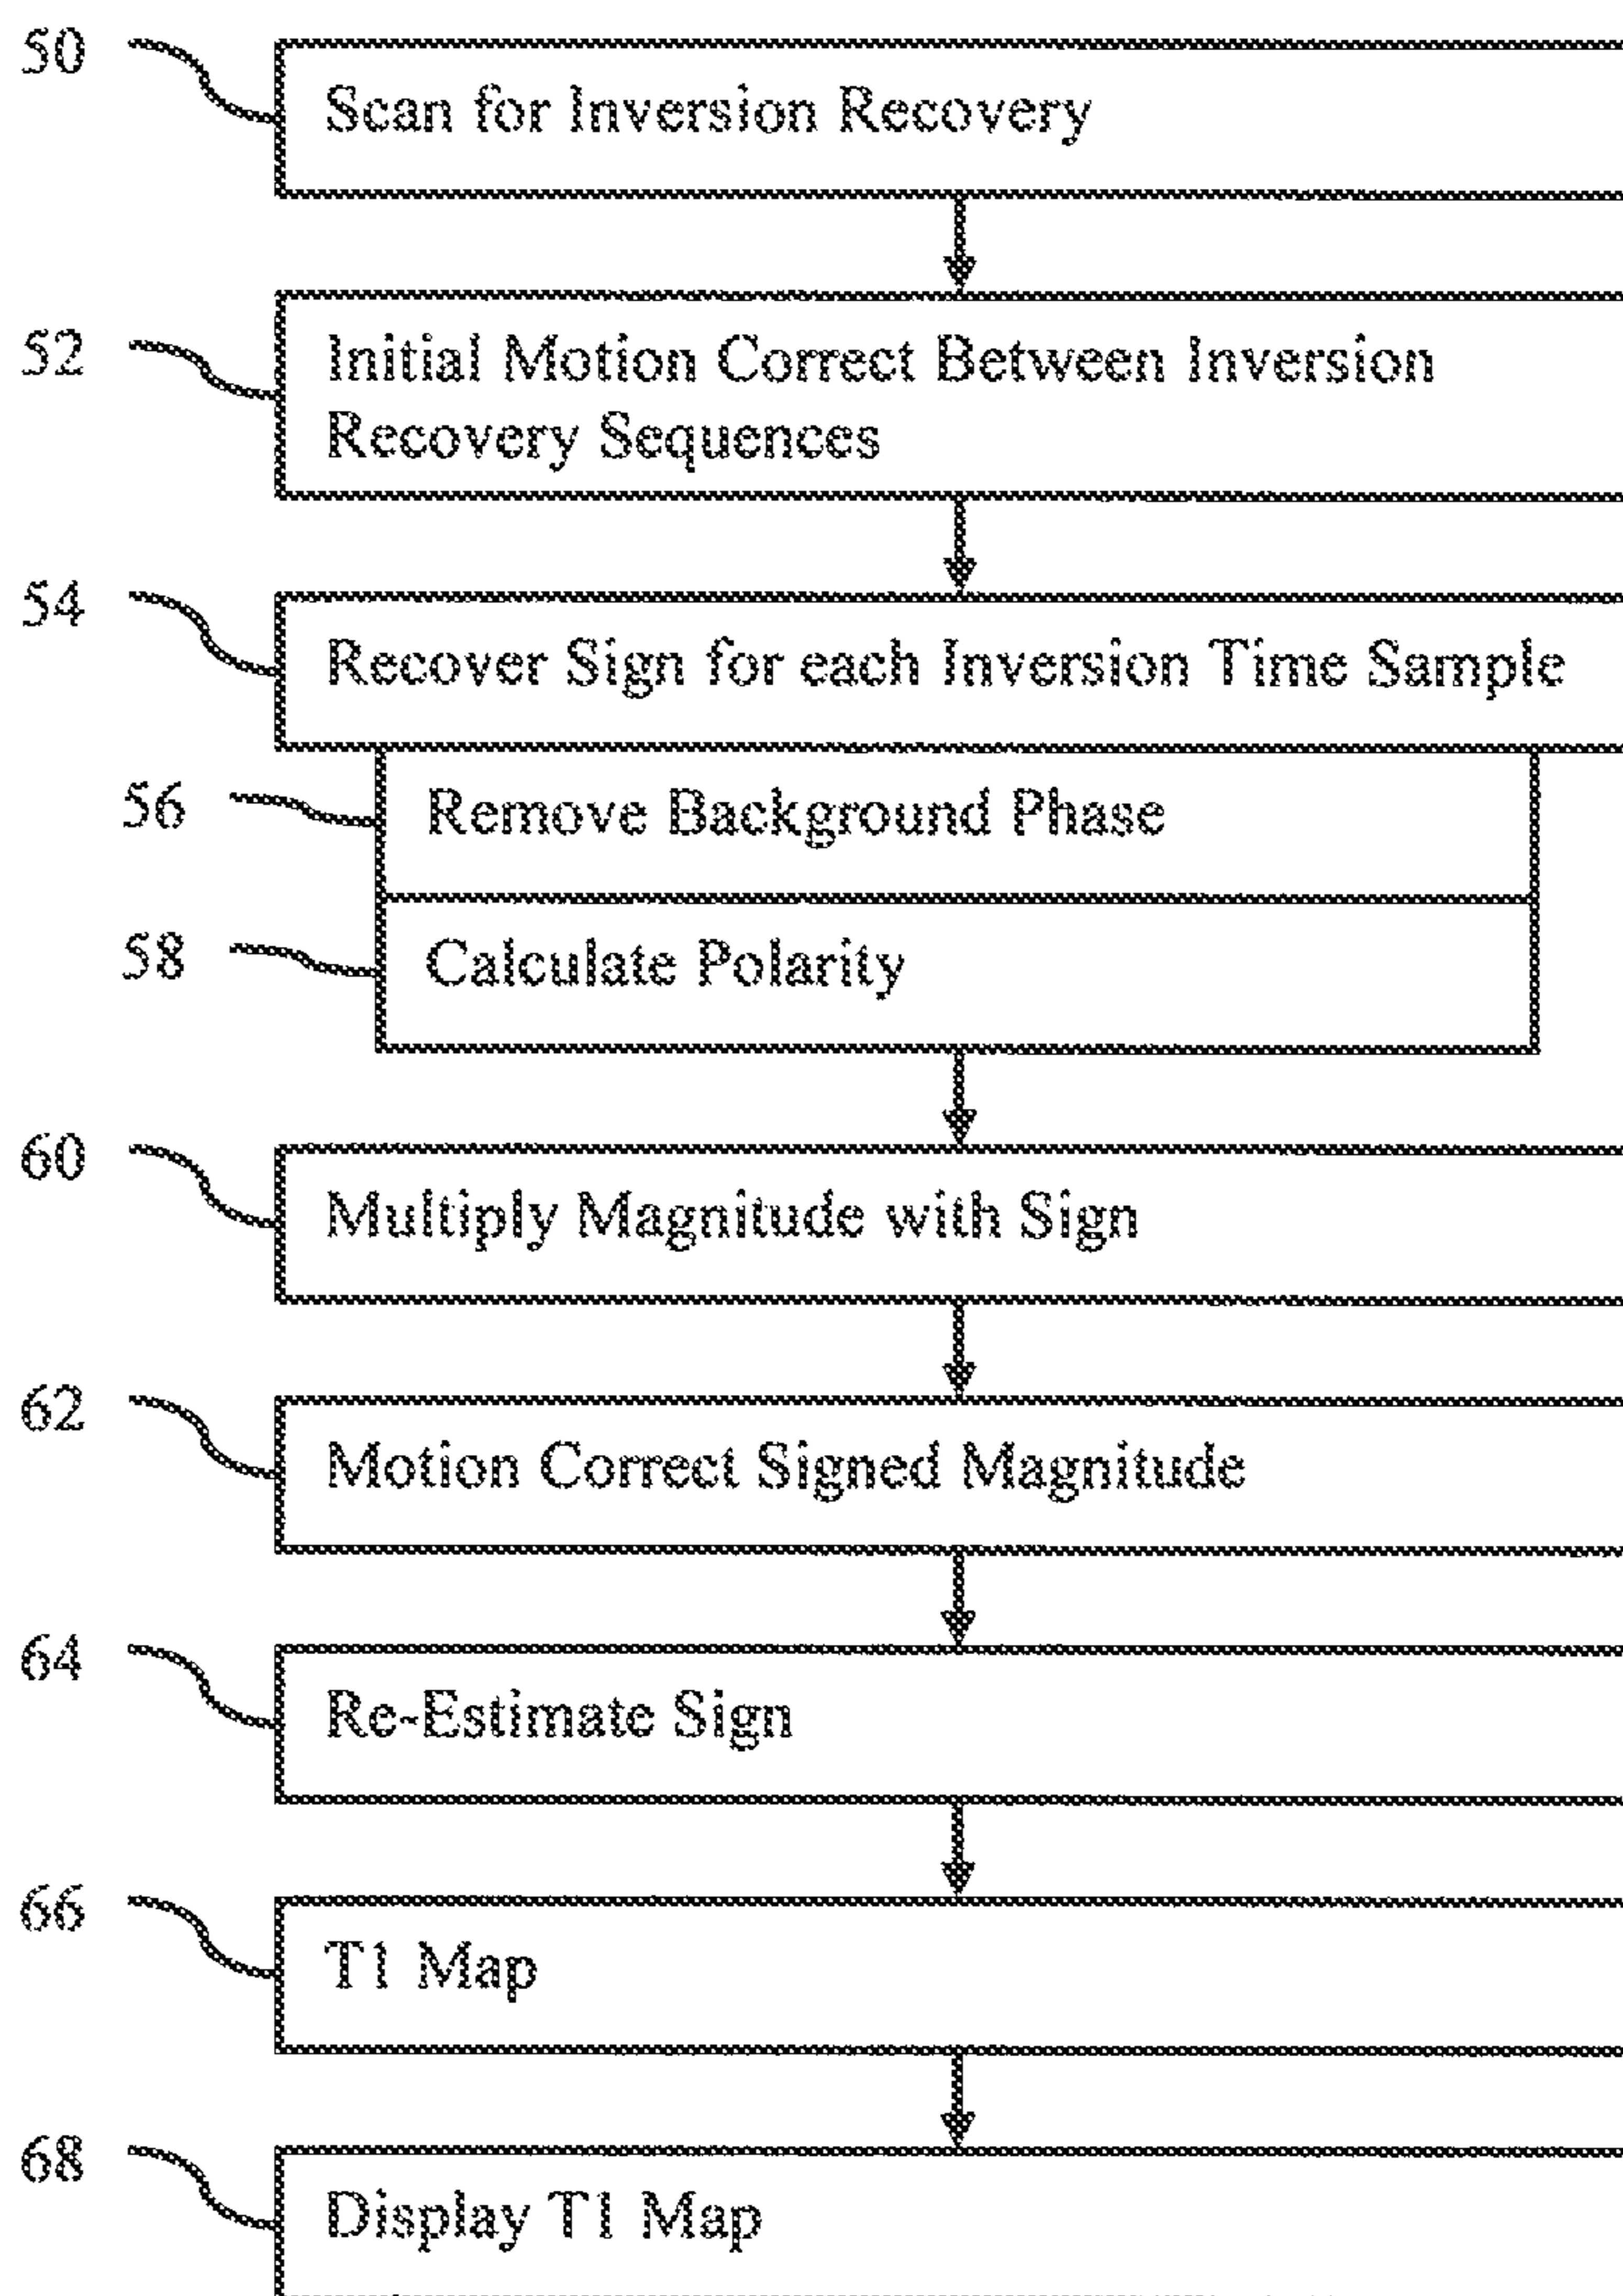 50
Scan for Inversion Recovery
52
Initial Motion Correct Between Inversion
Recovery Sequences
54
Recover Sign for each Inversion Time Sample
56
Remove Background Phase
58
Calculate Polarity
60
Multiply Magnitude with Sign
62
Motion Correct Signed Magnitude
64
Re-Estimate Sign
66
T1 Map
68
Display T1 Map